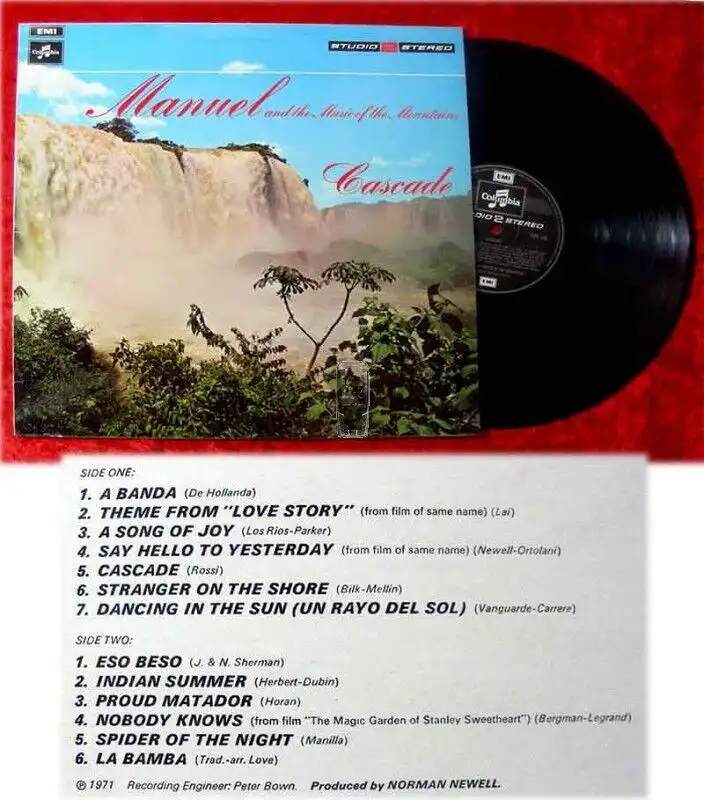 EMI
Columbia
STUDIO 2 STEREO
Manuel and the Music of the Mountains
Cascade
EMI
Columbia
DIO 2 STEREO
EMI
SIDE ONE:
1. A BANDA (De Hollanda)
2. THEME FROM "LOVE STORY" (from film of same name) (Lai)
3. A SONG OF JOY (Los Rios-Parker)
4. SAY HELLO TO YESTERDAY (from film of same name) (Newell-Ortolani)
5. CASCADE (Rossi)
6. STRANGER ON THE SHORE (Bilk-Mellin)
7. DANCING IN THE SUN (UN RAYO DEL SOL) (Vanguarde-Carrere)
SIDE TWO:
1. ESO BESO (J. & N. Sherman)
2. INDIAN SUMMER (Herbert-Dubin)
3. PROUD MATADOR (Horan)
4. NOBODY KNOWS (from film "The Magic Garden of Stanley Sweetheart") (Bergman-Legrand)
5. SPIDER OF THE NIGHT (Manilla)
6. LA BAMBA (Trad.-arr. Love)
℗ 1971 Recording Engineer: Peter Bown. Produced by NORMAN NEWELL.